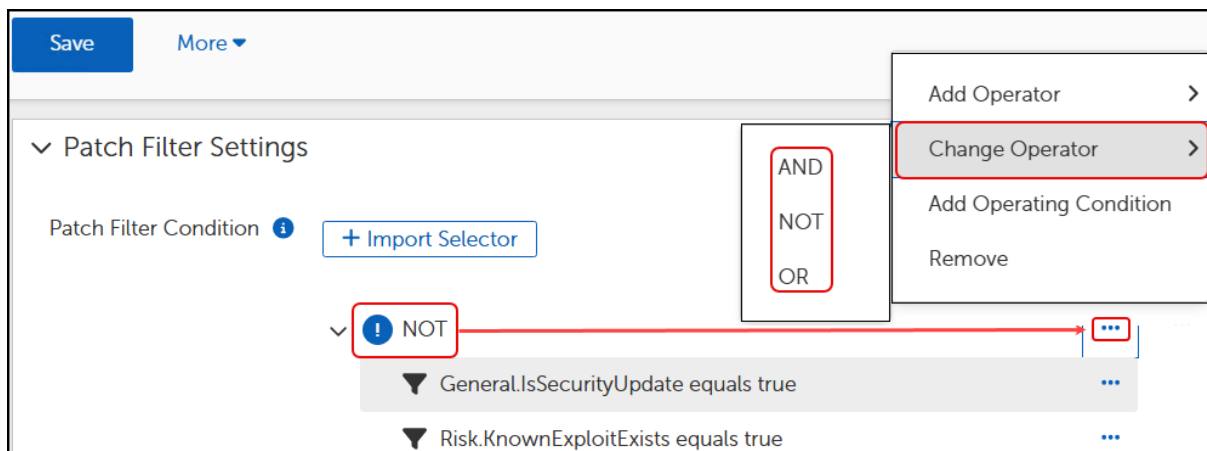 Save More
Add Operator
Patch Filter Settings
AND
Change Operator
Patch Filter Condition
+ Import Selector
NOT
Add Operating Condition
OR
Remove
! NOT ...
General.IsSecurityUpdate equals true ...
Risk.KnownExploitExists equals true ...